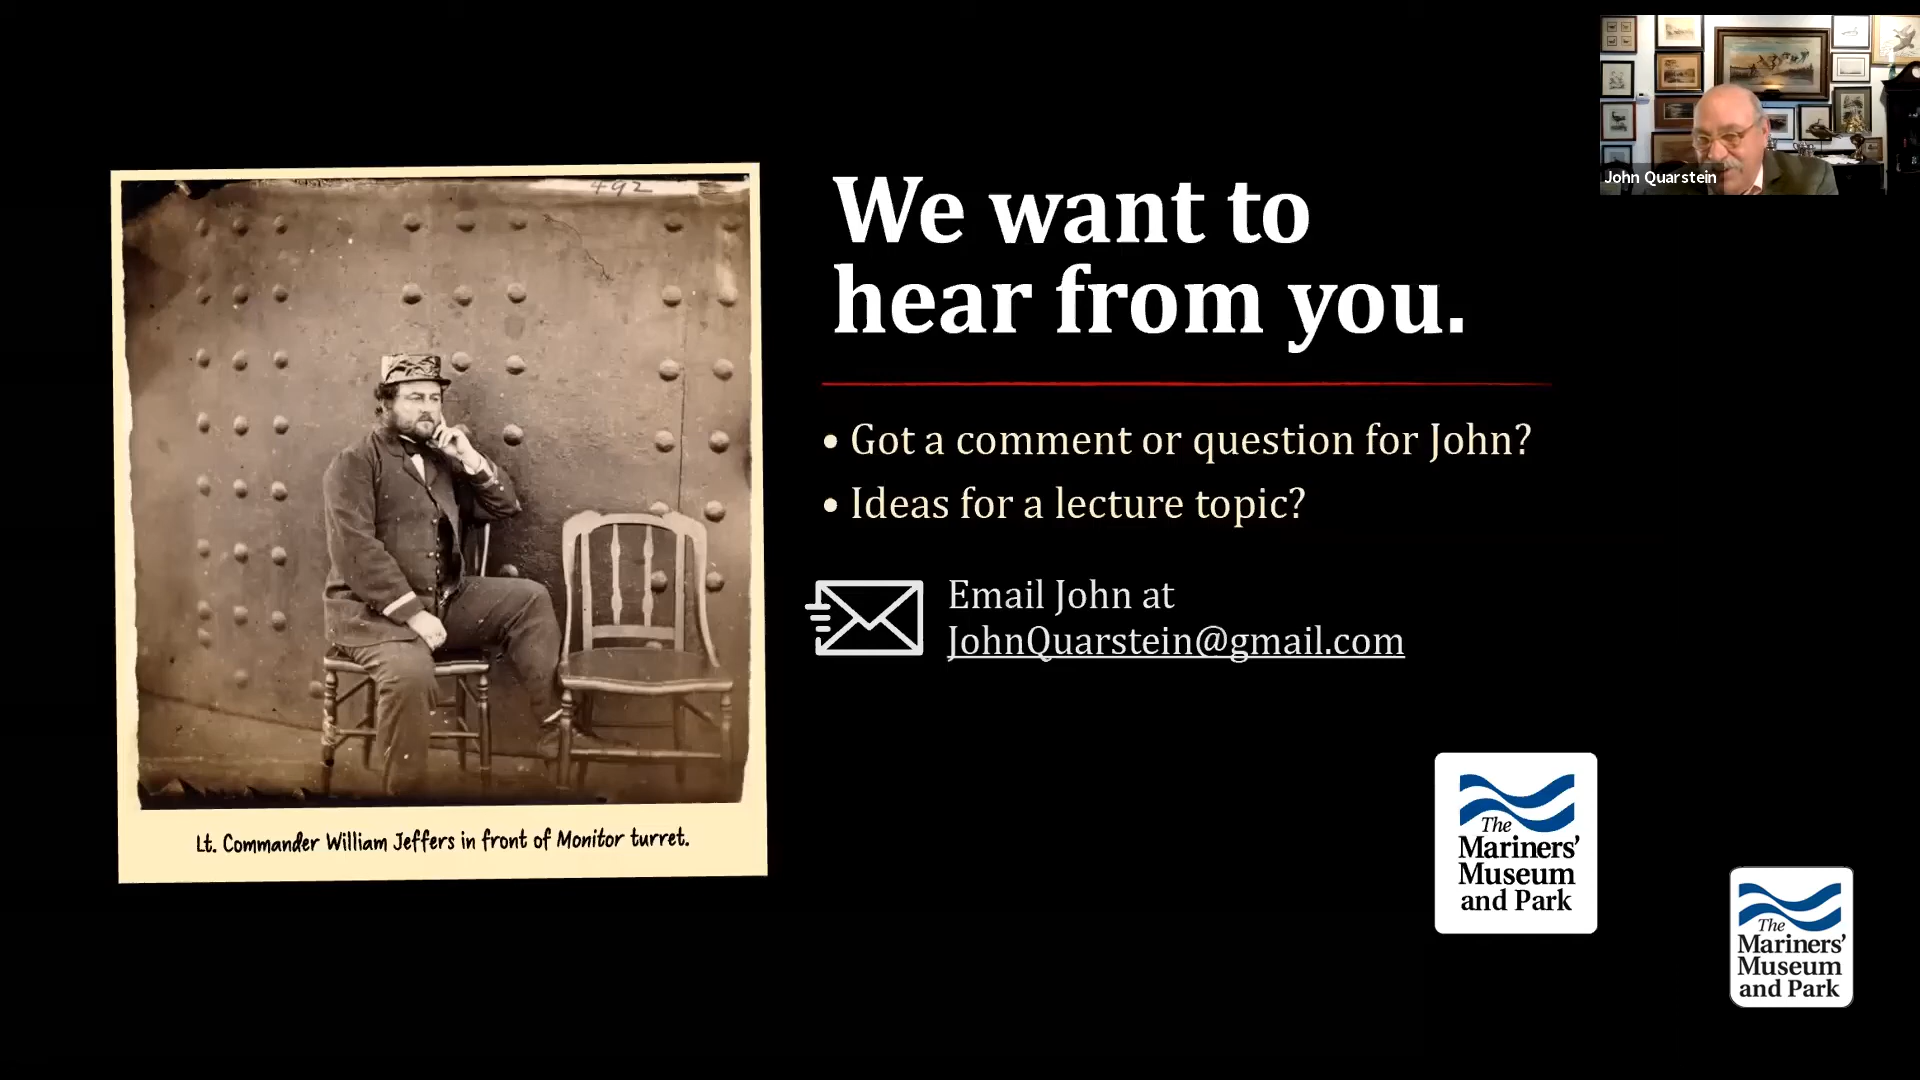 John Quarstein
492
We want to
hear from you.
• Got a comment or question for John?
• Ideas for a lecture topic?
Email John at
JohnQuarstein@gmail.com
Lt. Commander William Jeffers in front of Monitor turret.
The
Mariners'
Museum
and Park
The
Mariners'
Museum
and Park